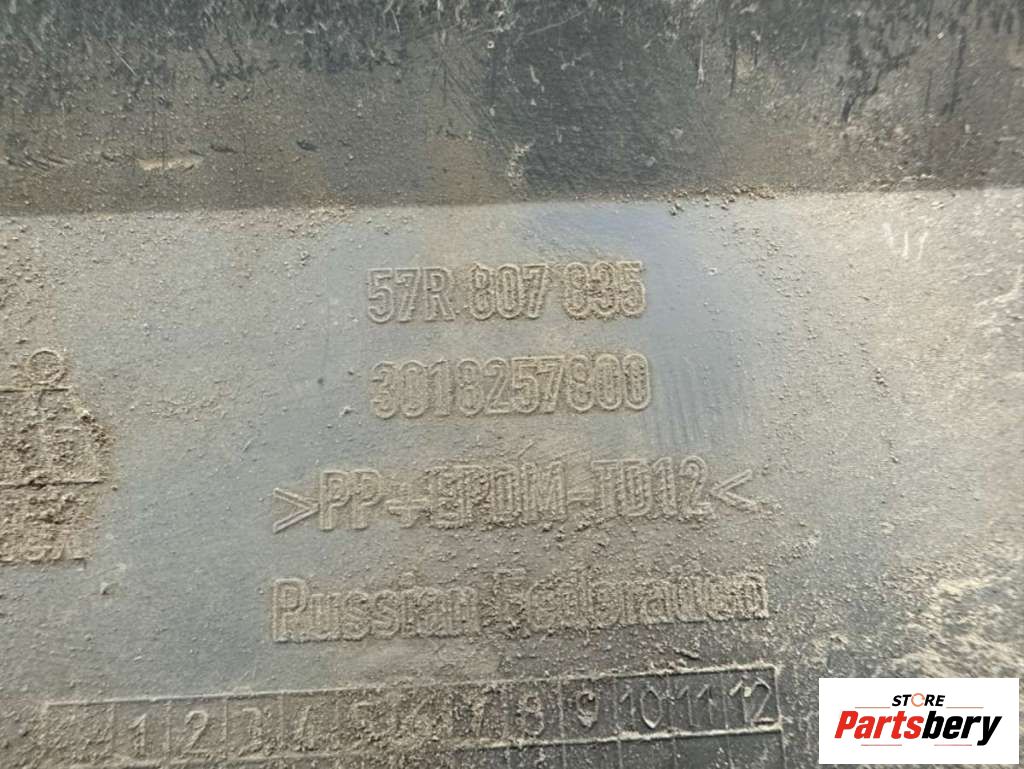 57R 807 835
3018257800
>PP+EPDM-TD12<
Russian Federation
1 2 3 4 5 6 7 8 9 10 11 12
STORE
Partsbery